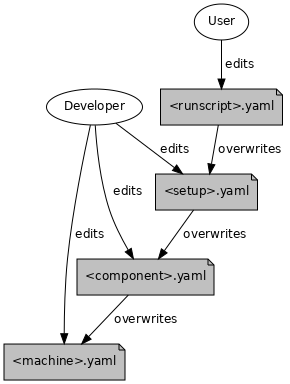 User
edits
Developer
<runscript>.yaml
edits
overwrites
edits
<setup>.yaml
edits
overwrites
<component>.yaml
overwrites
<machine>.yaml